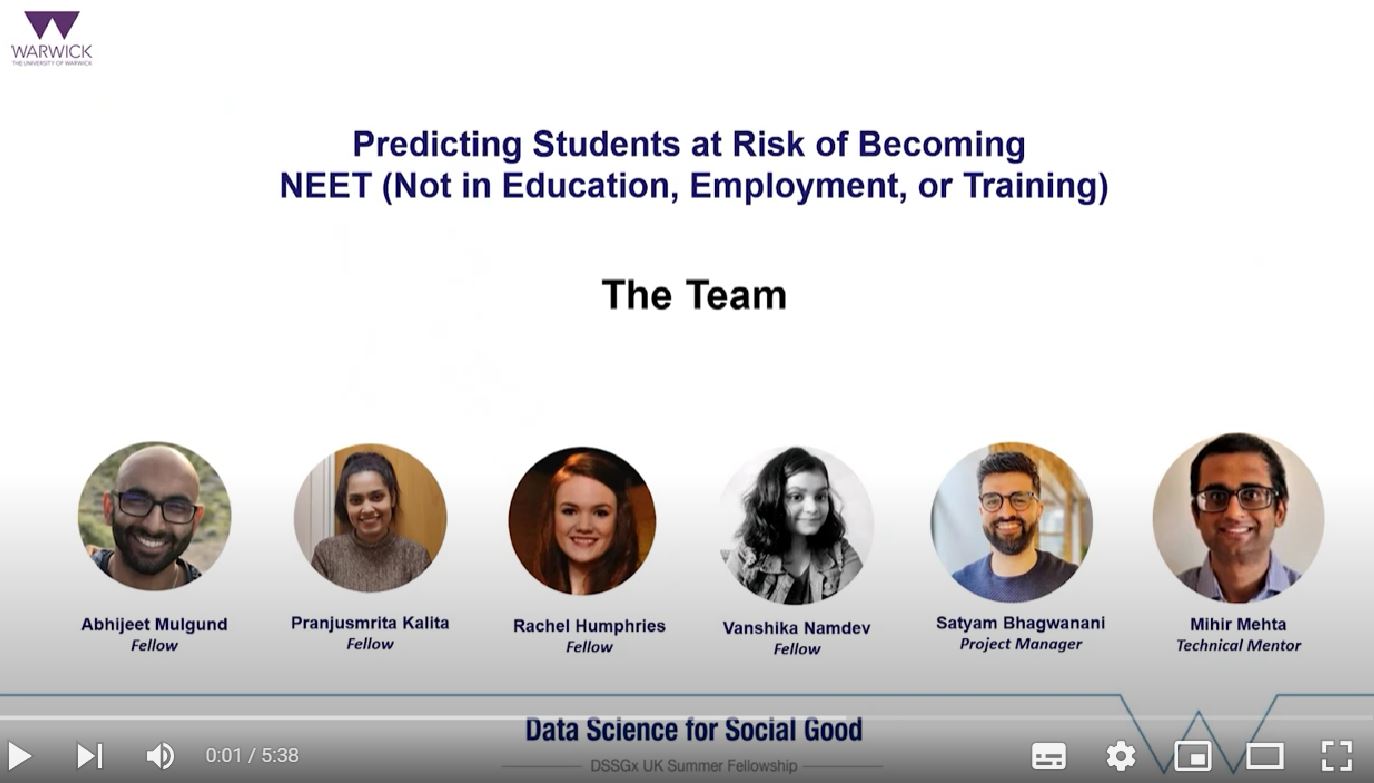 WARWICK
THE UNIVERSITY OF WARWICK
Predicting Students at Risk of Becoming
NEET (Not in Education, Employment, or Training)
The Team
Abhijeet Mulgund
Fellow
Pranjusmrita Kalita
Fellow
Rachel Humphries
Fellow
Vanshika Namdev
Fellow
Satyam Bhagwanani
Project Manager
Mihir Mehta
Technical Mentor
Data Science for Social Good
DSSGx UK Summer Fellowship
0:01 / 5:38